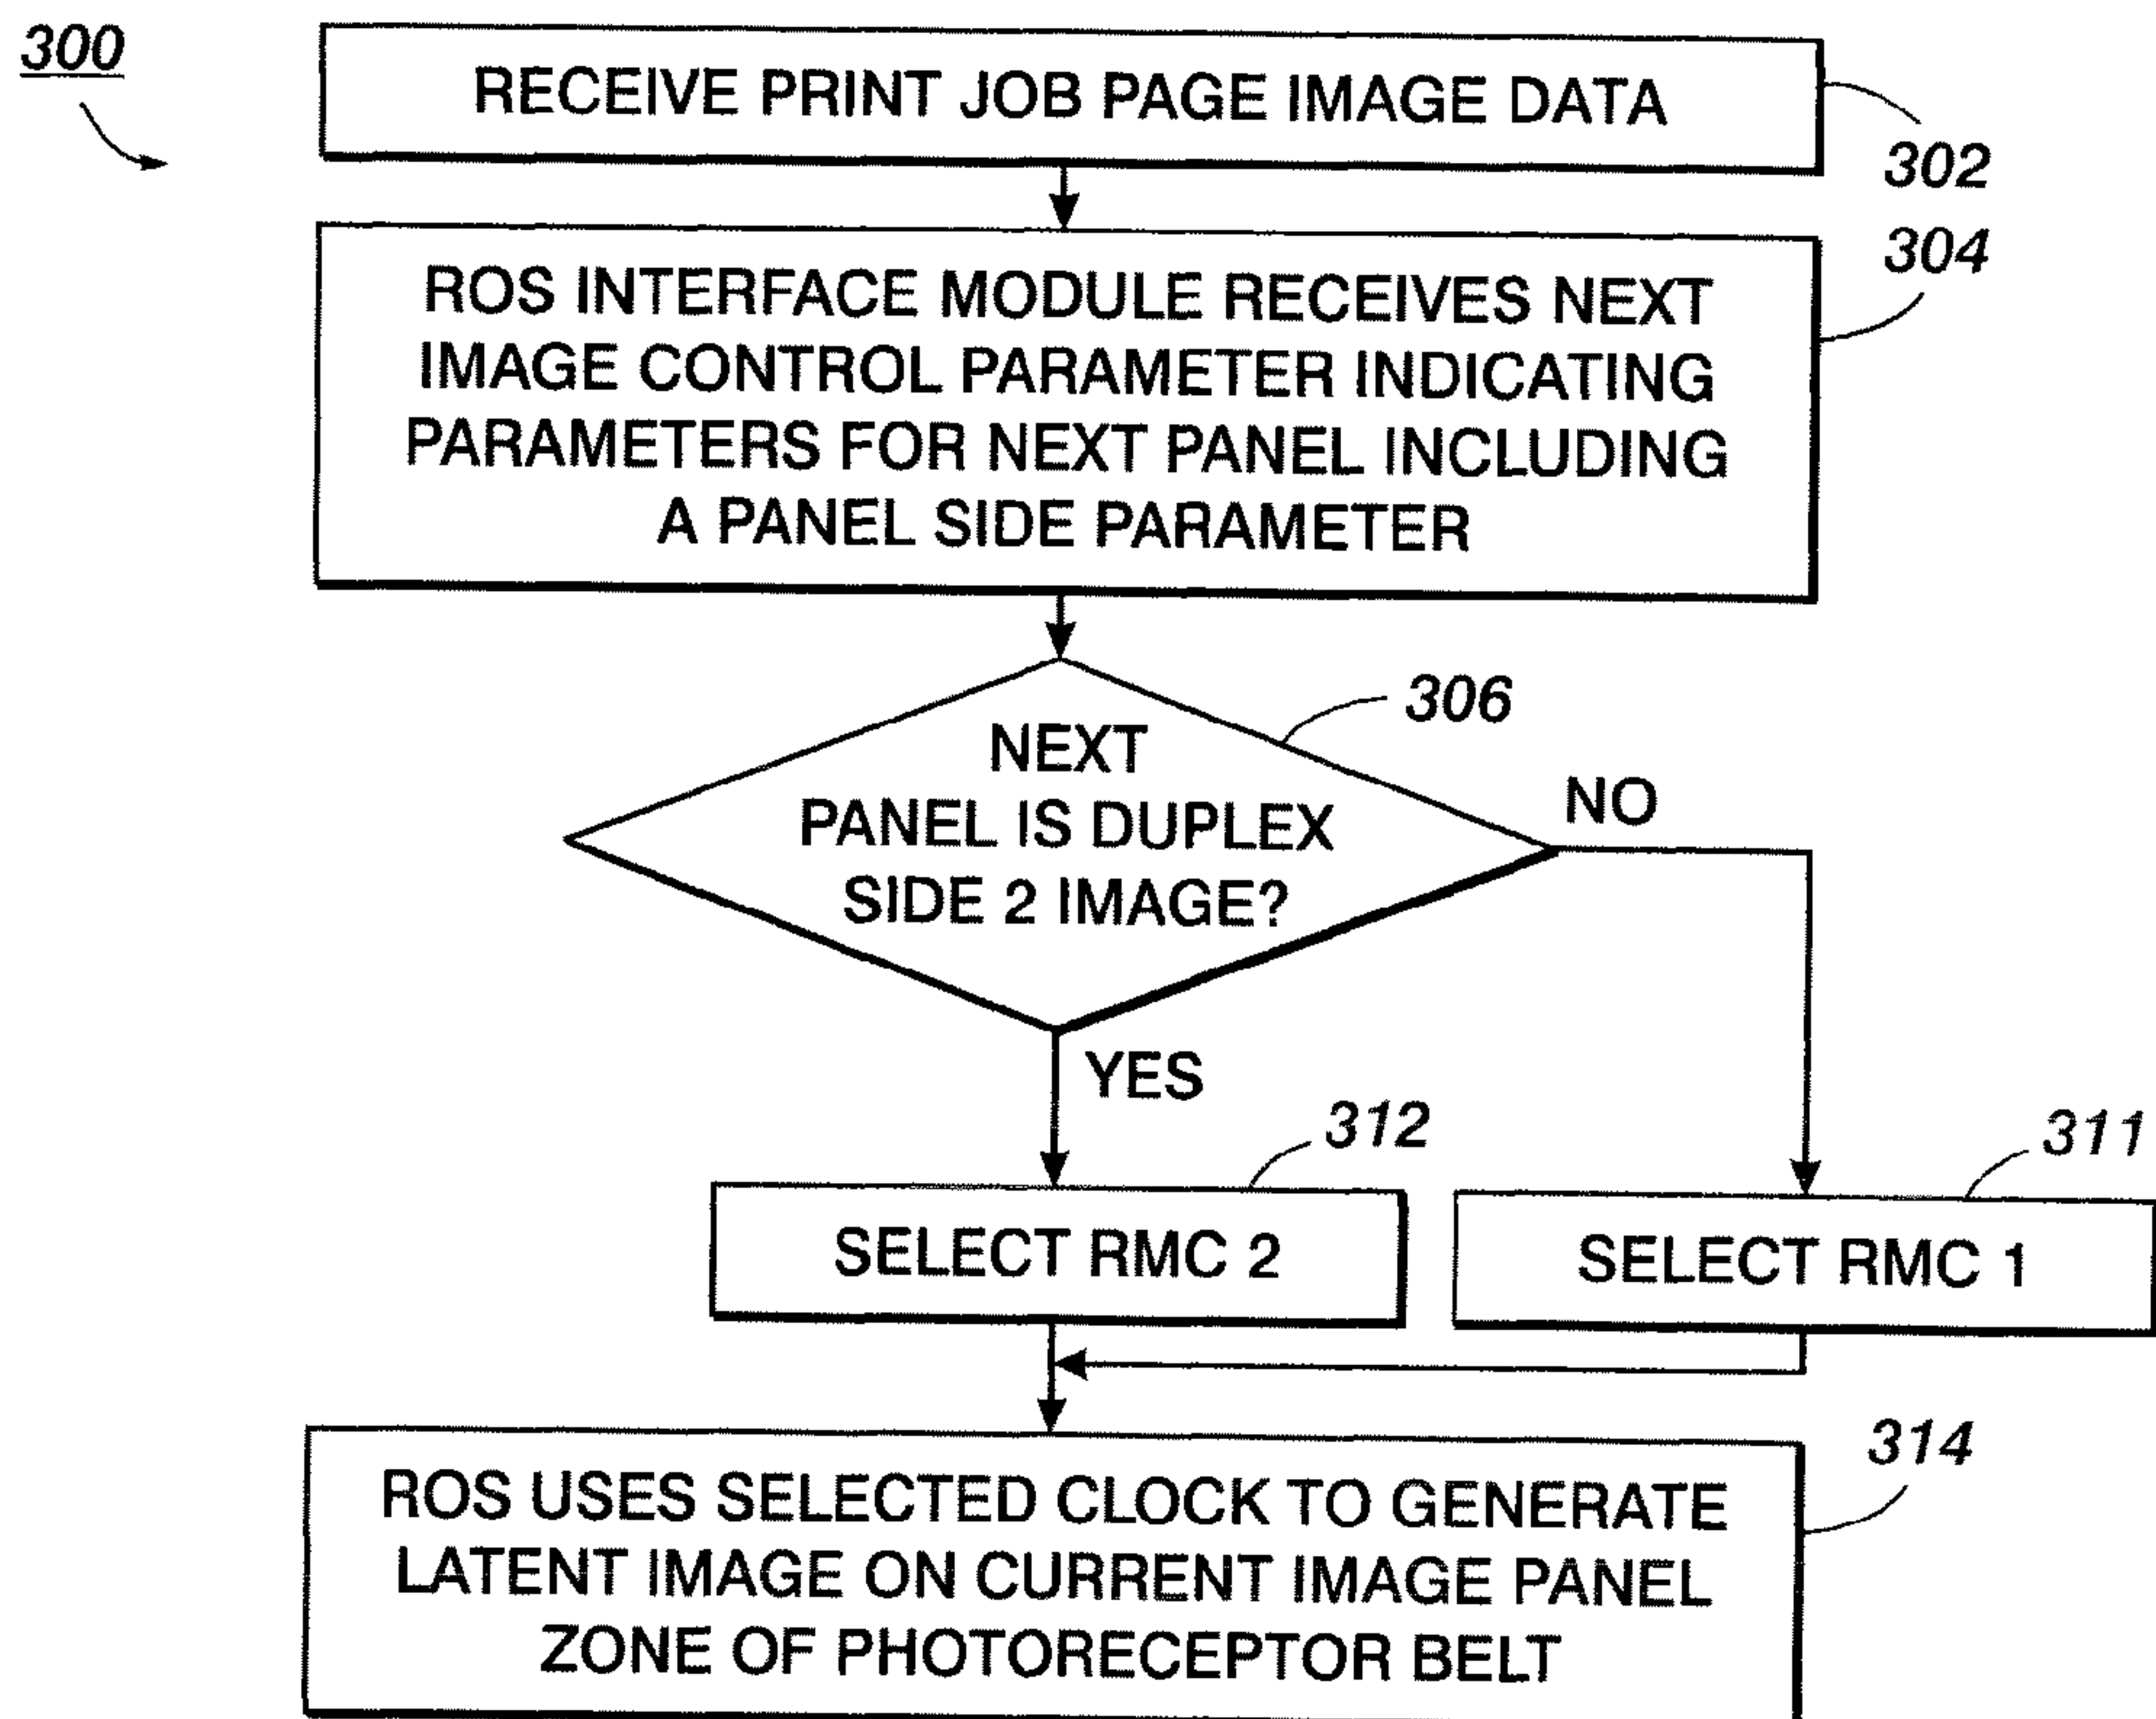 300
RECEIVE PRINT JOB PAGE IMAGE DATA
302
304
ROS INTERFACE MODULE RECEIVES NEXT
IMAGE CONTROL PARAMETER INDICATING
PARAMETERS FOR NEXT PANEL INCLUDING
A PANEL SIDE PARAMETER
306
NEXT
PANEL IS DUPLEX
SIDE 2 IMAGE?
NO
YES
312
311
SELECT RMC 2
SELECT RMC 1
314
ROS USES SELECTED CLOCK TO GENERATE
LATENT IMAGE ON CURRENT IMAGE PANEL
ZONE OF PHOTORECEPTOR BELT